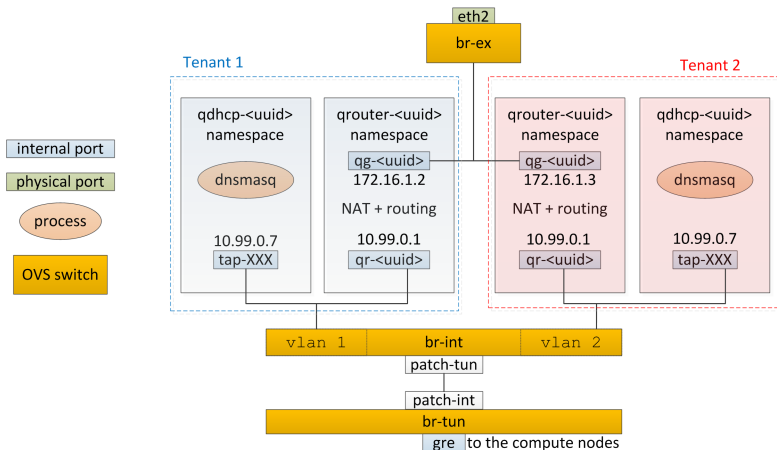 eth2
br-ex
Tenant 1
Tenant 2
qdhcp-<uuid>
namespace
dnsmasq
10.99.0.7
tap-XXX
qrouter-<uuid>
namespace
qg-<uuid>
172.16.1.2
NAT + routing
10.99.0.1
qr-<uuid>
qrouter-<uuid>
namespace
qg-<uuid>
172.16.1.3
NAT + routing
10.99.0.1
qr-<uuid>
qdhcp-<uuid>
namespace
dnsmasq
10.99.0.7
tap-XXX
internal port
physical port
process
OVS switch
vlan 1
br-int
vlan 2
patch-tun
patch-int
br-tun
gre to the compute nodes